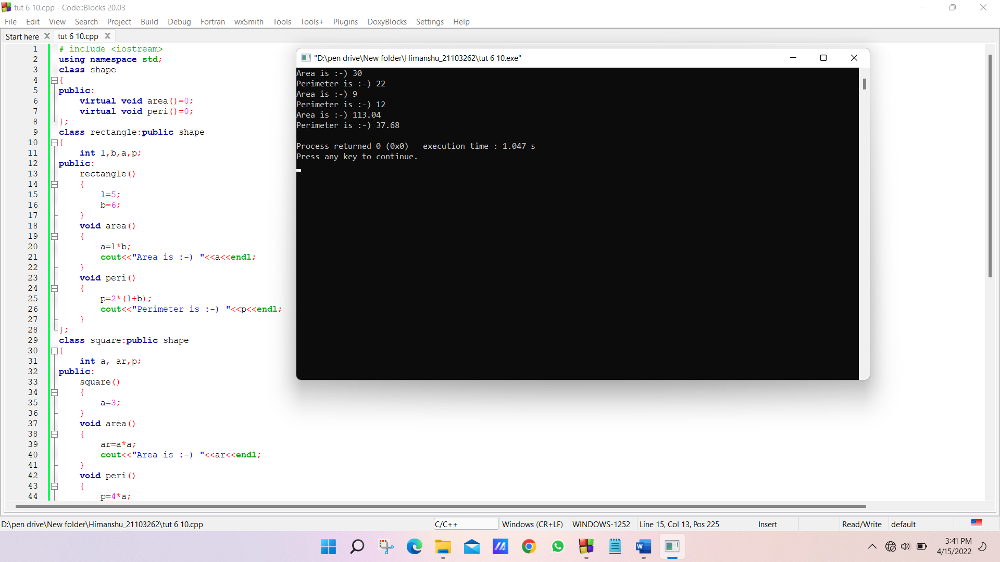 tut 6 10.cpp - Code::Blocks 20.03
File Edit View Search Project Build Debug Fortran wxSmith Tools Tools+ Plugins DoxyBlocks Settings Help
Start here tut 6 10.cpp
1 # include <iostream>
2 using namespace std;
3 class shape
4 {
5 public:
6 virtual void area()=0;
7 virtual void peri()=0;
8 };
9 class rectangle:public shape
10 {
11 int l,b,a,p;
12 public:
13 rectangle()
14 {
15 l=5;
16 b=6;
17 }
18 void area()
19 {
20 a=l*b;
21 cout<<"Area is :-) "<<a<<endl;
22 }
23 void peri()
24 {
25 p=2*(l+b);
26 cout<<"Perimeter is :-) "<<p<<endl;
27 }
28 };
29 class square:public shape
30 {
31 int a, ar,p;
32 public:
33 square()
34 {
35 a=3;
36 }
37 void area()
38 {
39 ar=a*a;
40 cout<<"Area is :-) "<<ar<<endl;
41 }
42 void peri()
43 {
44 p=4*a;
"D:\pen drive\New folder\Himanshu_21103262\tut 6 10.exe"
Area is :-) 30
Perimeter is :-) 22
Area is :-) 9
Perimeter is :-) 12
Area is :-) 113.04
Perimeter is :-) 37.68
Process returned 0 (0x0) execution time : 1.047 s
Press any key to continue.
D:\pen drive\New folder\Himanshu_21103262\tut 6 10.cpp C/C++ Windows (CR+LF) WINDOWS-1252 Line 15, Col 13, Pos 225 Insert Read/Write default
3:41 PM
4/15/2022